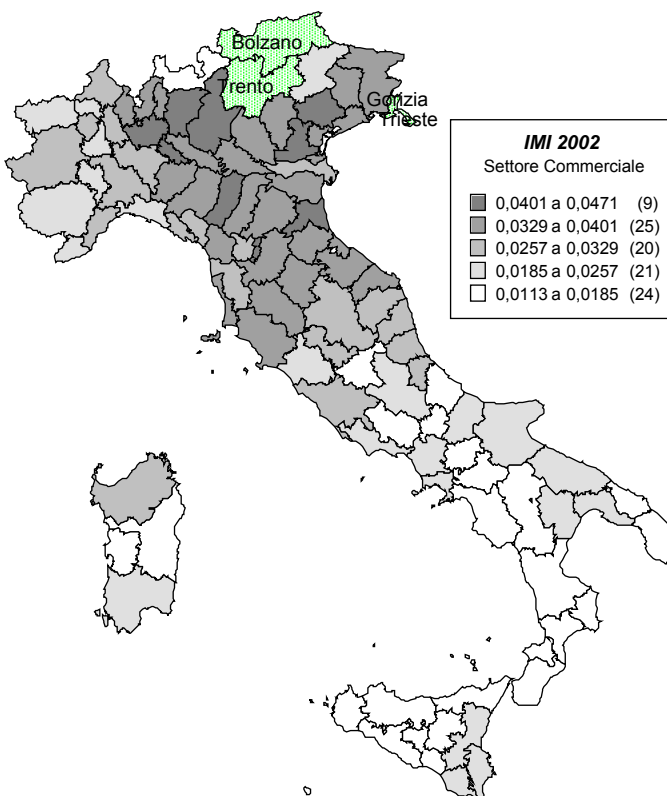 Bolzano
Trento
Gorizia
Trieste
IMI 2002
Settore Commerciale
0,0401 a 0,0471 (9)
0,0329 a 0,0401 (25)
0,0257 a 0,0329 (20)
0,0185 a 0,0257 (21)
0,0113 a 0,0185 (24)